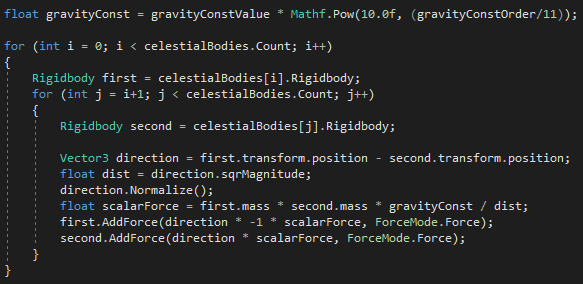 float gravityConst = gravityConstValue * Mathf.Pow(10.0f, (gravityConstOrder/11));
for (int i = 0; i < celestialBodies.Count; i++)
{
Rigidbody first = celestialBodies[i].Rigidbody;
for (int j = i+1; j < celestialBodies.Count; j++)
{
Rigidbody second = celestialBodies[j].Rigidbody;
Vector3 direction = first.transform.position - second.transform.position;
float dist = direction.sqrMagnitude;
direction.Normalize();
float scalarForce = first.mass * second.mass * gravityConst / dist;
first.AddForce(direction * -1 * scalarForce, ForceMode.Force);
second.AddForce(direction * scalarForce, ForceMode.Force);
}
}